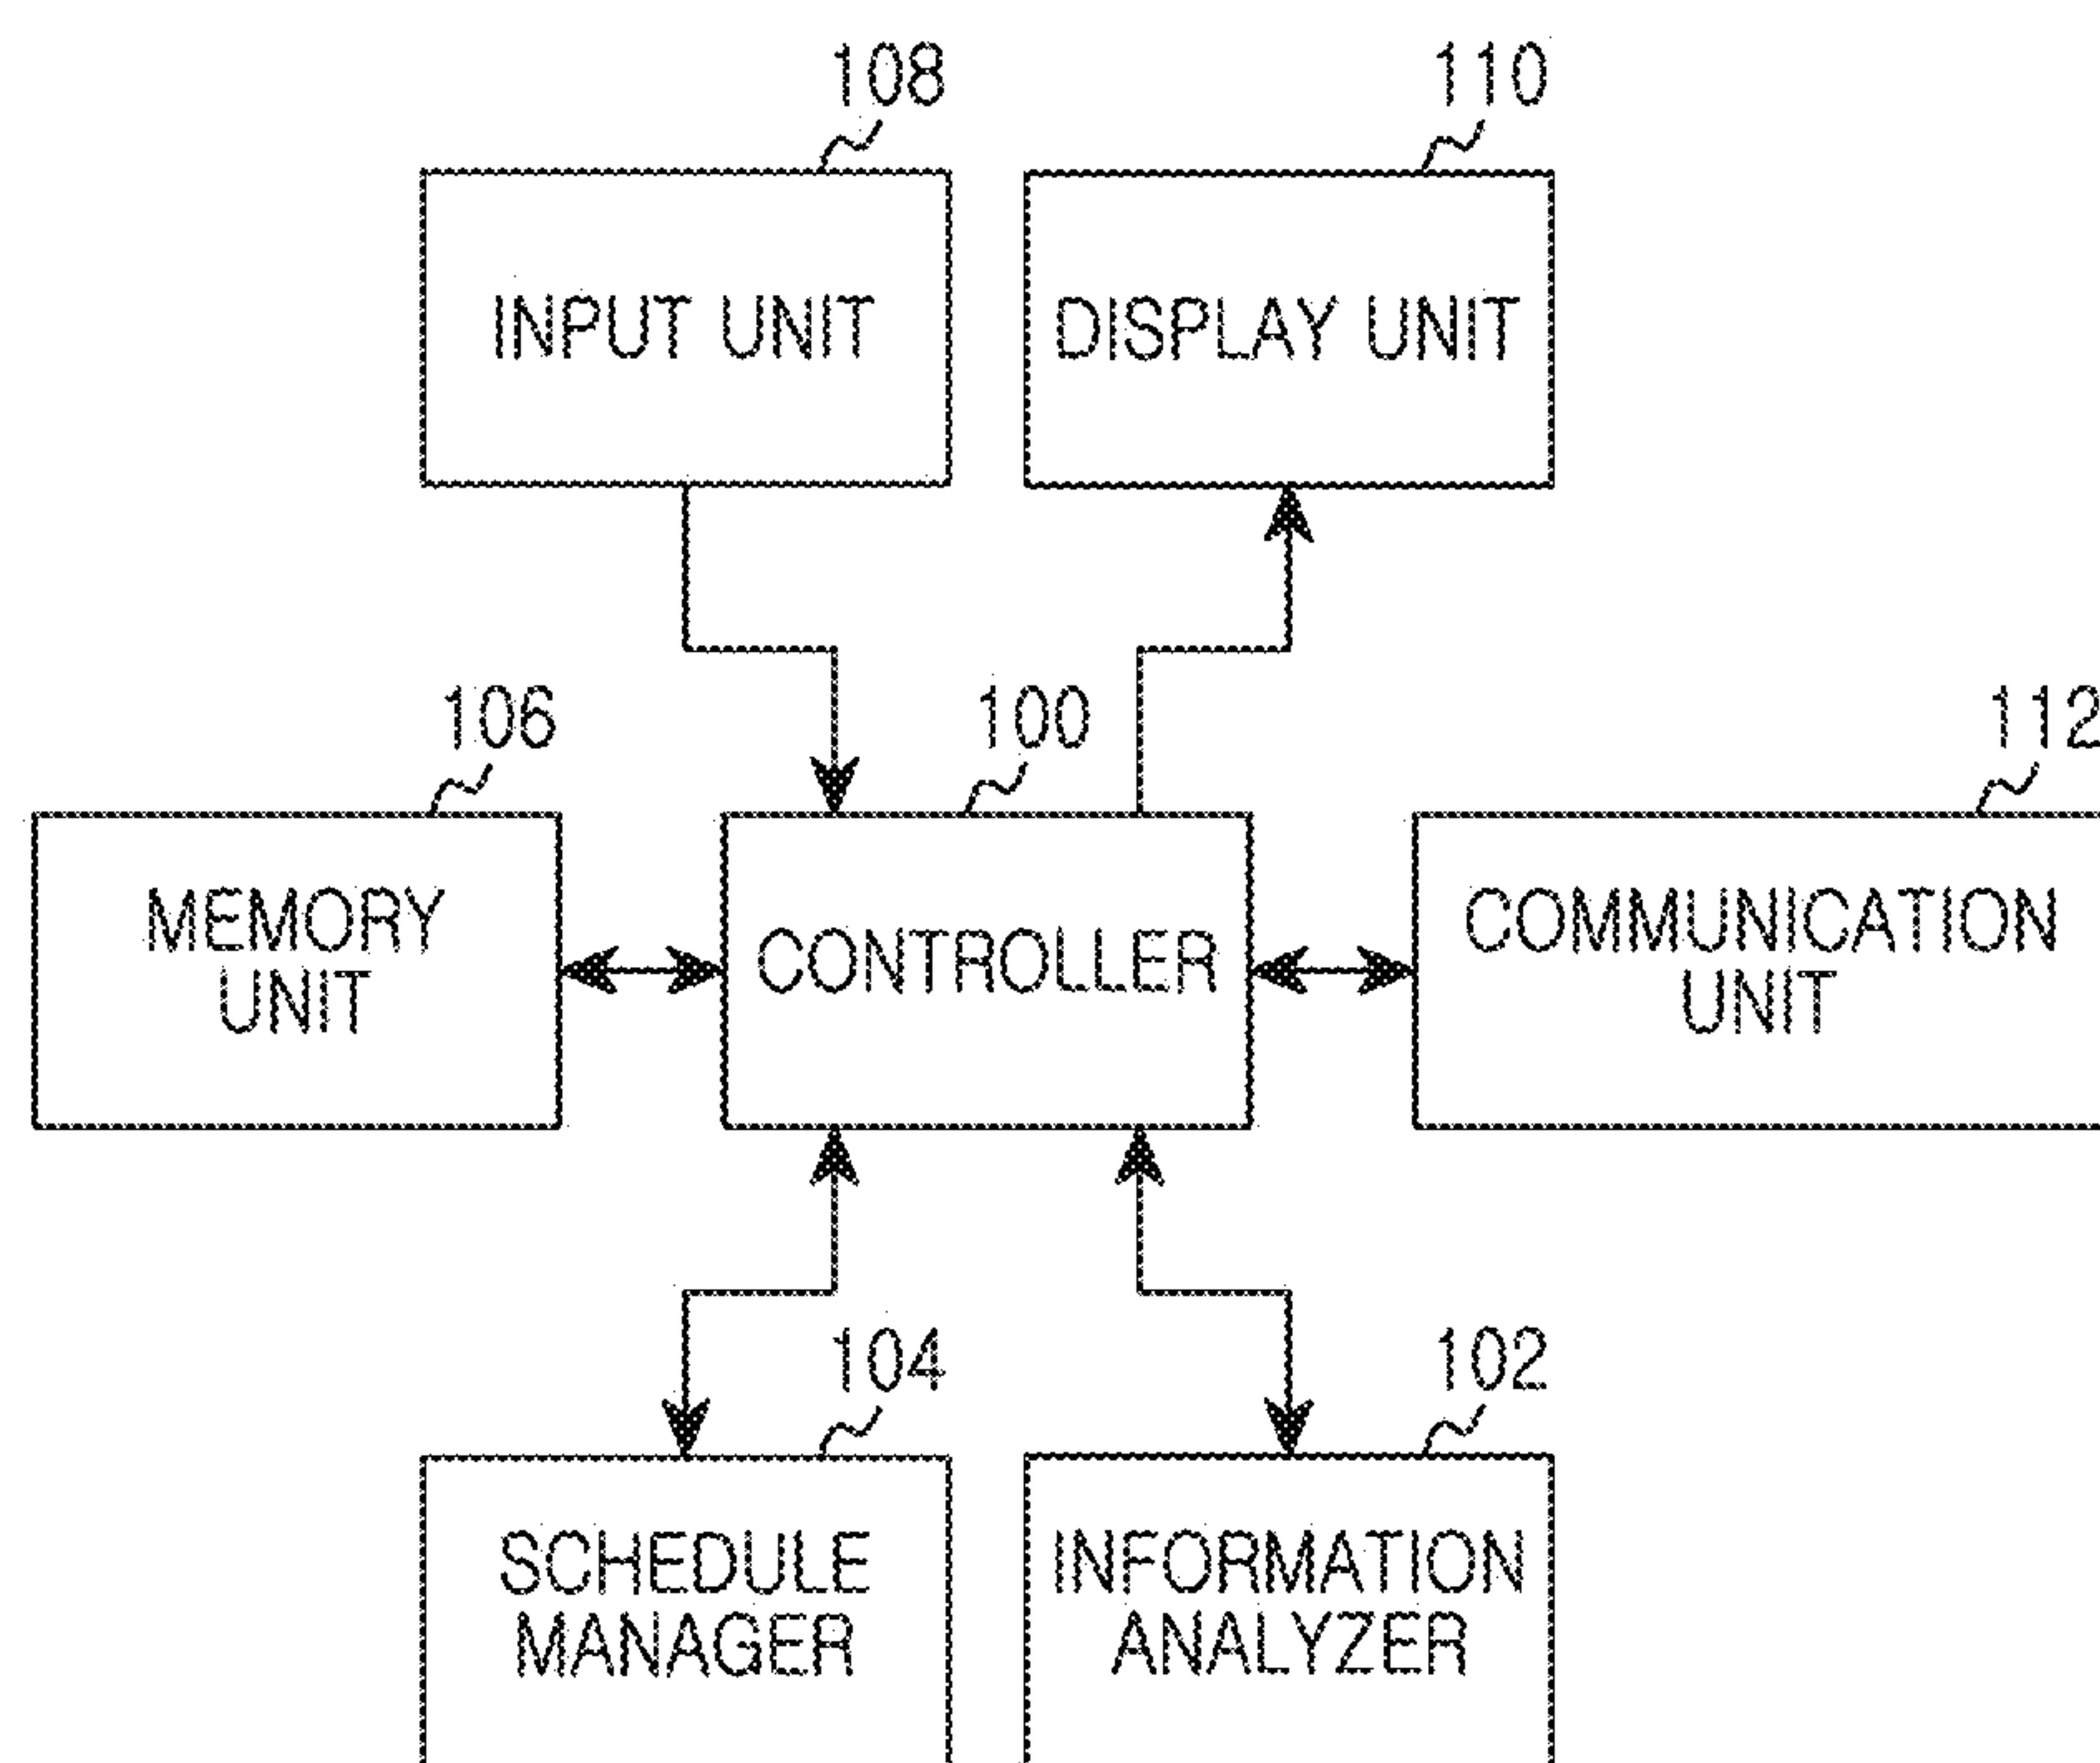 108
110
INPUT UNIT
DISPLAY UNIT
106
100
112
MEMORY
UNIT
CONTROLLER
COMMUNICATION
UNIT
104
102
SCHEDULE
MANAGER
INFORMATION
ANALYZER